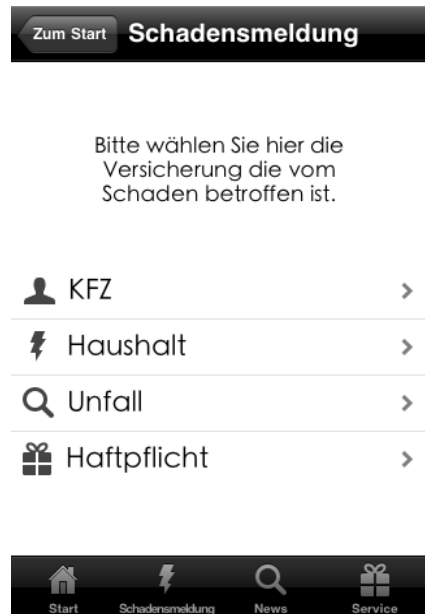 Zum Start Schadensmeldung
Bitte wählen Sie hier die
Versicherung die vom
Schaden betroffen ist.
KFZ
Haushalt
Unfall
Haftpflicht
Start Schadensmeldung News Service